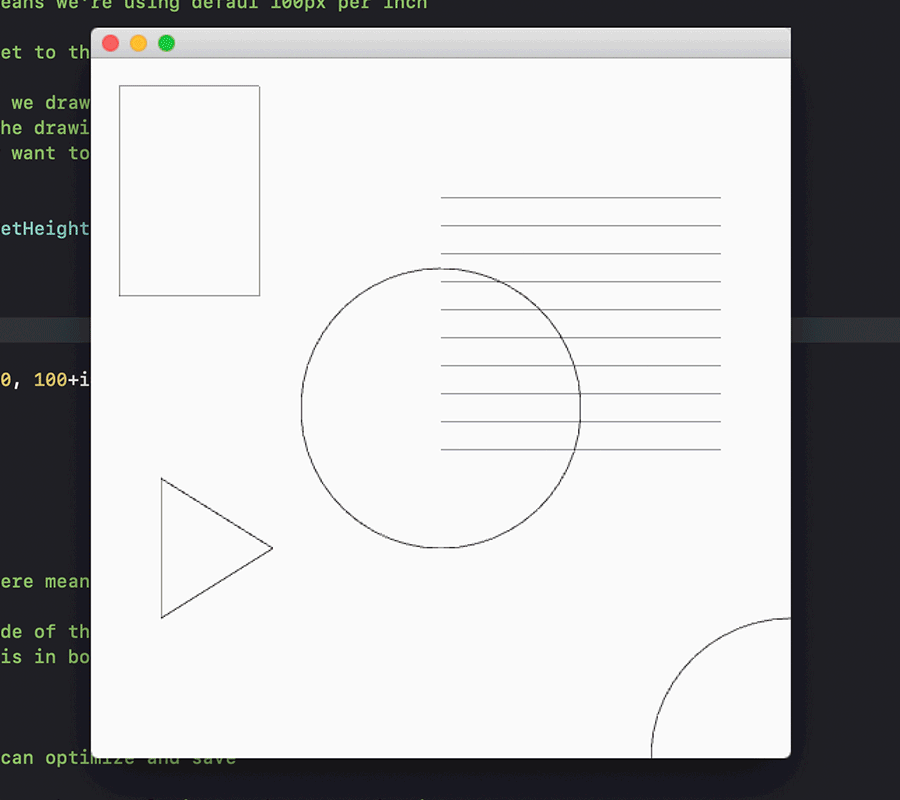 eans we're using defaul 100px per inch
et to th
we draw
he drawi
want to
etHeight
0, 100+i
ere mean
de of th
is in bo
can optimize and save